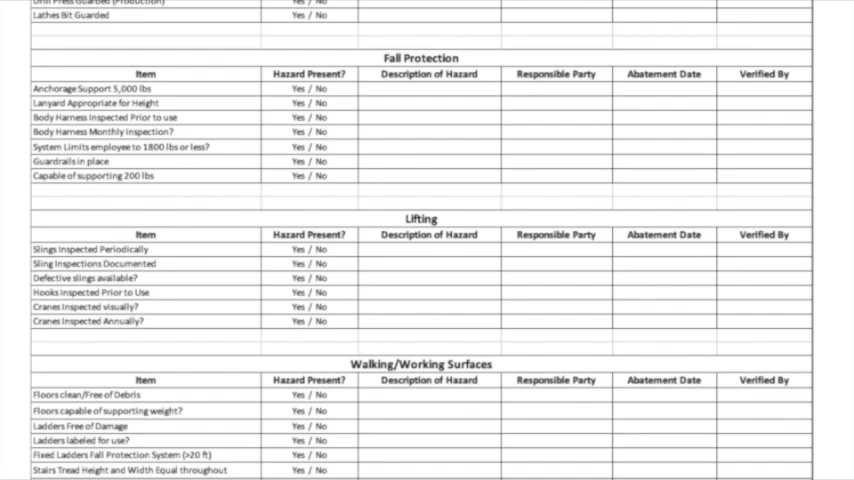 Drill Press Guarded (Production) Yes / No
Lathes Bit Guarded Yes / No
Fall Protection
Item Hazard Present? Description of Hazard Responsible Party Abatement Date Verified By
Anchorage Support 5,000 lbs Yes / No
Lanyard Appropriate for Height Yes / No
Body Harness Inspected Prior to use Yes / No
Body Harness Monthly Inspection? Yes / No
System Limits employee to 1800 lbs or less? Yes / No
Guardrails in place Yes / No
Capable of supporting 200 lbs Yes / No
Lifting
Item Hazard Present? Description of Hazard Responsible Party Abatement Date Verified By
Slings Inspected Periodically Yes / No
Sling Inspections Documented Yes / No
Defective slings available? Yes / No
Hooks Inspected Prior to Use Yes / No
Cranes Inspected visually? Yes / No
Cranes Inspected Annually? Yes / No
Walking/Working Surfaces
Item Hazard Present? Description of Hazard Responsible Party Abatement Date Verified By
Floors clean/Free of Debris Yes / No
Floors capable of supporting weight? Yes / No
Ladders Free of Damage Yes / No
Ladders labeled for use? Yes / No
Fixed Ladders Fall Protection System (>20 ft) Yes / No
Stairs Tread Height and Width Equal throughout Yes / No